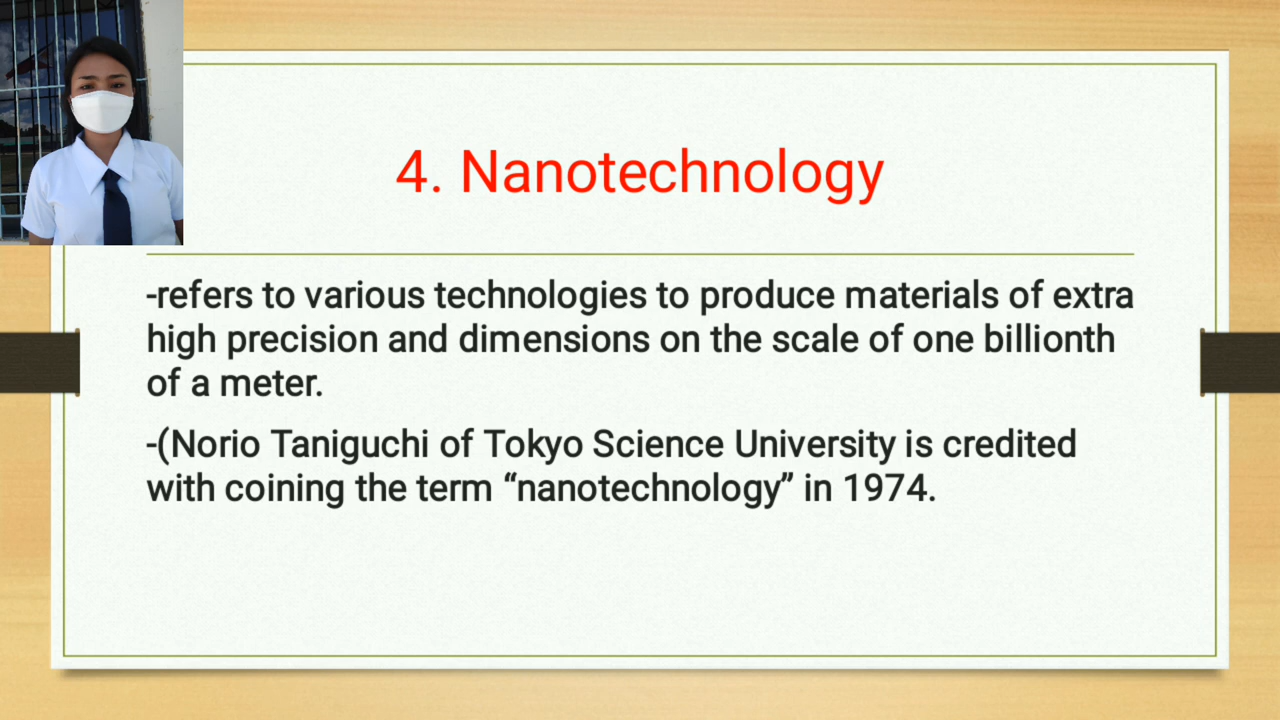 4. Nanotechnology
-refers to various technologies to produce materials of extra
high precision and dimensions on the scale of one billionth
of a meter.
-(Norio Taniguchi of Tokyo Science University is credited
with coining the term “nanotechnology” in 1974.